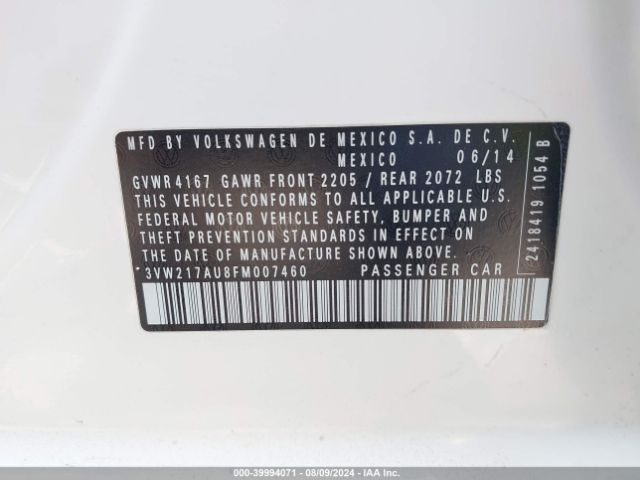 MFD BY VOLKSWAGEN DE MEXICO S.A. DE C.V.
MEXICO 06/14
GVWR 4167 GAWR FRONT 2205 / REAR 2072 LBS
THIS VEHICLE CONFORMS TO ALL APPLICABLE U.S.
FEDERAL MOTOR VEHICLE SAFETY, BUMPER AND
THEFT PREVENTION STANDARDS IN EFFECT ON
THE DATE OF MANUFACTURE SHOWN ABOVE.
*3VW217AU8FM007460 PASSENGER CAR
2418419 1054 B
000-39994071 - 08/09/2024 - IAA Inc.